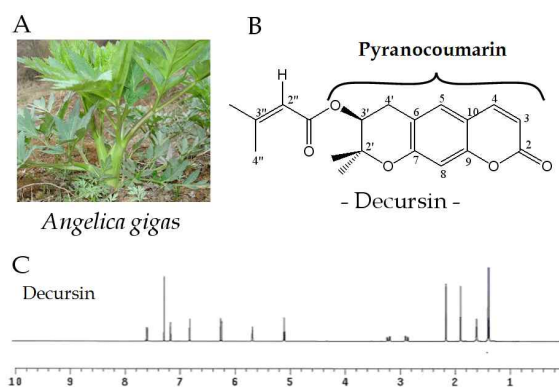 A
B
Pyranocoumarin
H
O
O
3"
2"
4"
3'
4'
2'
O
6
5
10
4
3
7
8
9
O
2
O
- Decursin -
Angelica gigas
C
Decursin
10 9 8 7 6 5 4 3 2 1